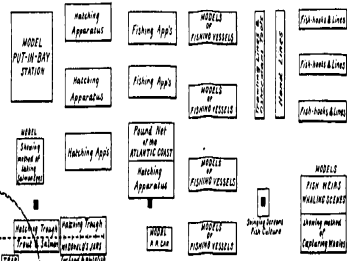 MODEL
PUT-IN-BAY
STATION
Hatching
Apparatus
Fishing App's
MODELS
OF
FISHING VESSELS
Hand Lines
Fish-hooks & Lines
Hatching
Apparatus
Fishing App's
MODELS
OF
FISHING VESSELS
Fish-hooks & Lines
Fish-hooks & Lines
MODEL
Showing
method of
taking
Salmon Eggs
Hatching App's
Pound Net
of the
ATLANTIC COAST
Hatching
Apparatus
MODELS
OF
FISHING VESSELS
MODELS
FISH WEIRS
WHALING SCENES
Showing method
of
Capturing Whales
Swinging Screens
Fish Culture
Hatching Trough
Trout & Salmon
Hatching Trough
McDONALD'S JARS
MODEL
MODELS
OF
FISHING VESSELS